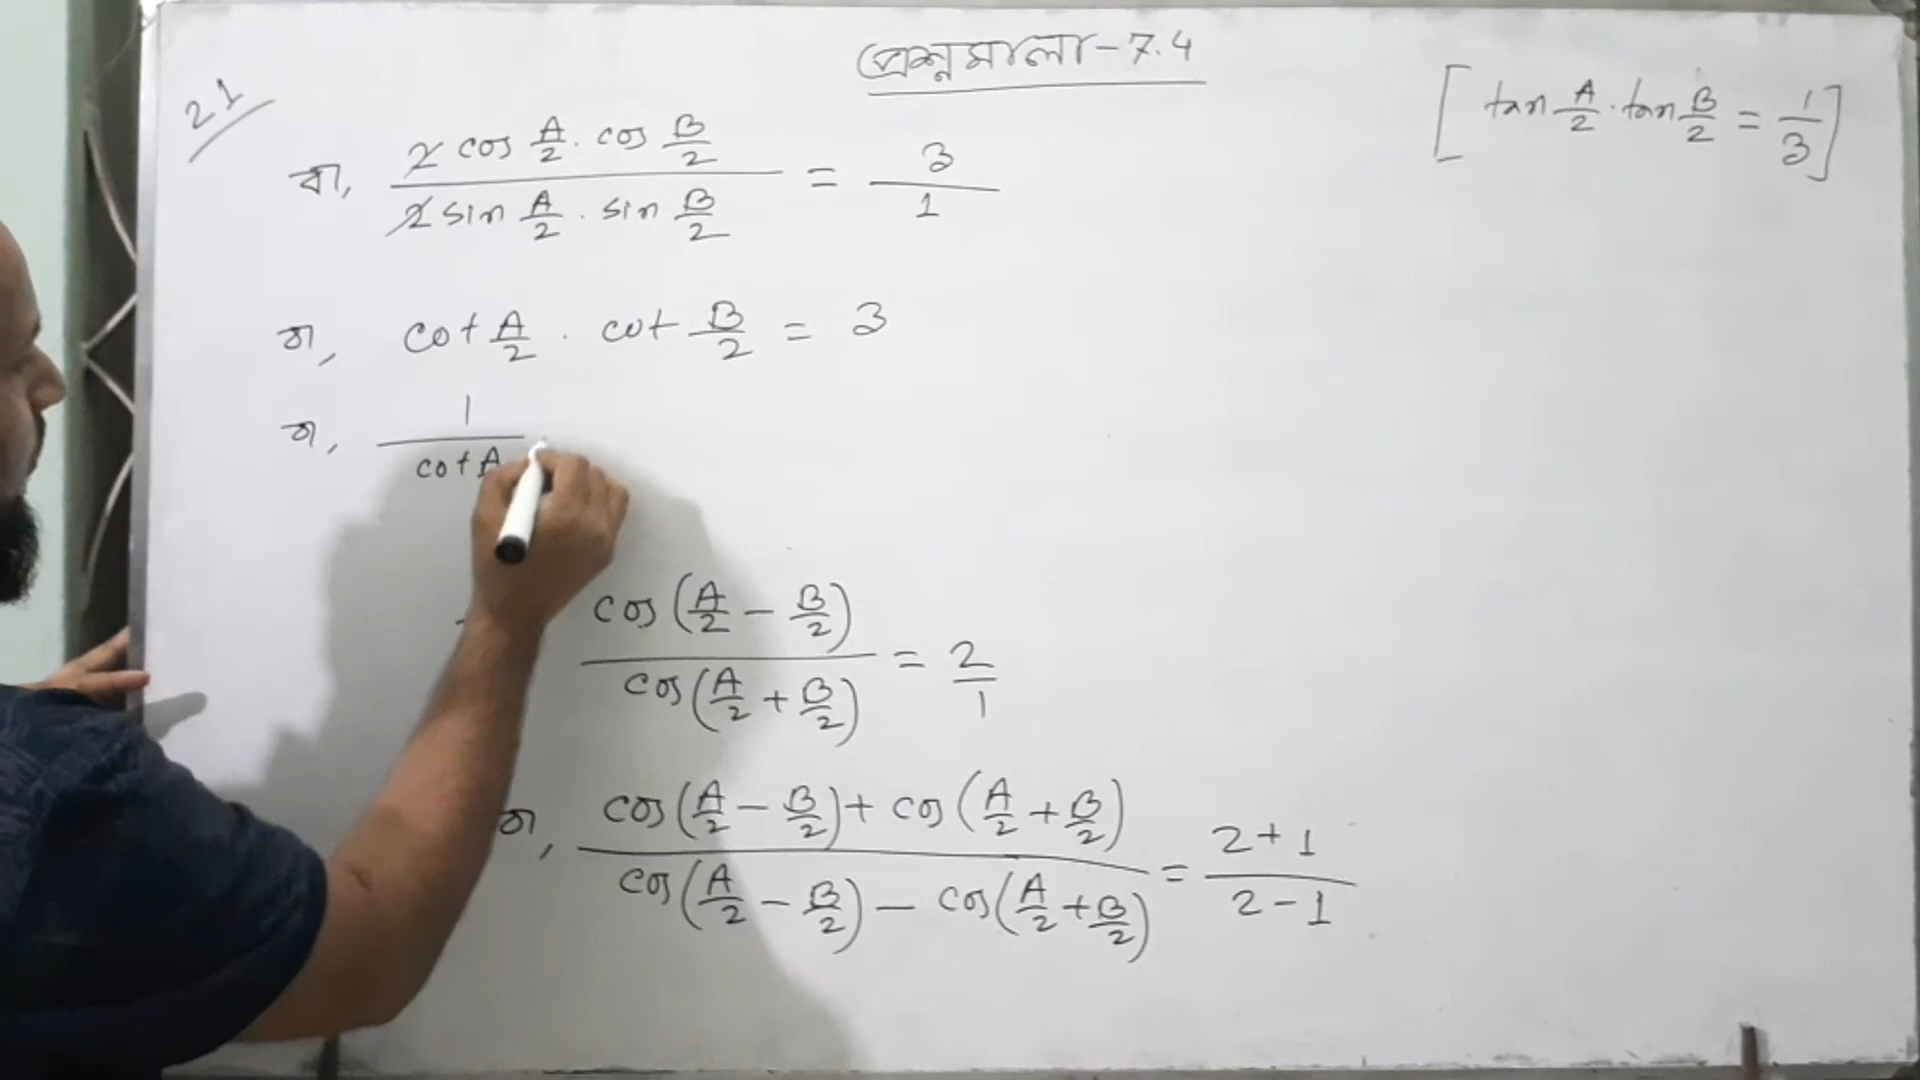 প্রশ্নমালা-7.4
21
[tan A/2 · tan B/2 = 1/3]
বা, 2 cos A/2 · cos B/2 / 2 sin A/2 · sin B/2 = 3/1
বা, cot A/2 · cot B/2 = 3
বা, 1 / cot A
cos(A/2 - B/2) / cos(A/2 + B/2) = 2/1
বা, cos(A/2 - B/2) + cos(A/2 + B/2) / cos(A/2 - B/2) - cos(A/2 + B/2) = 2+1 / 2-1